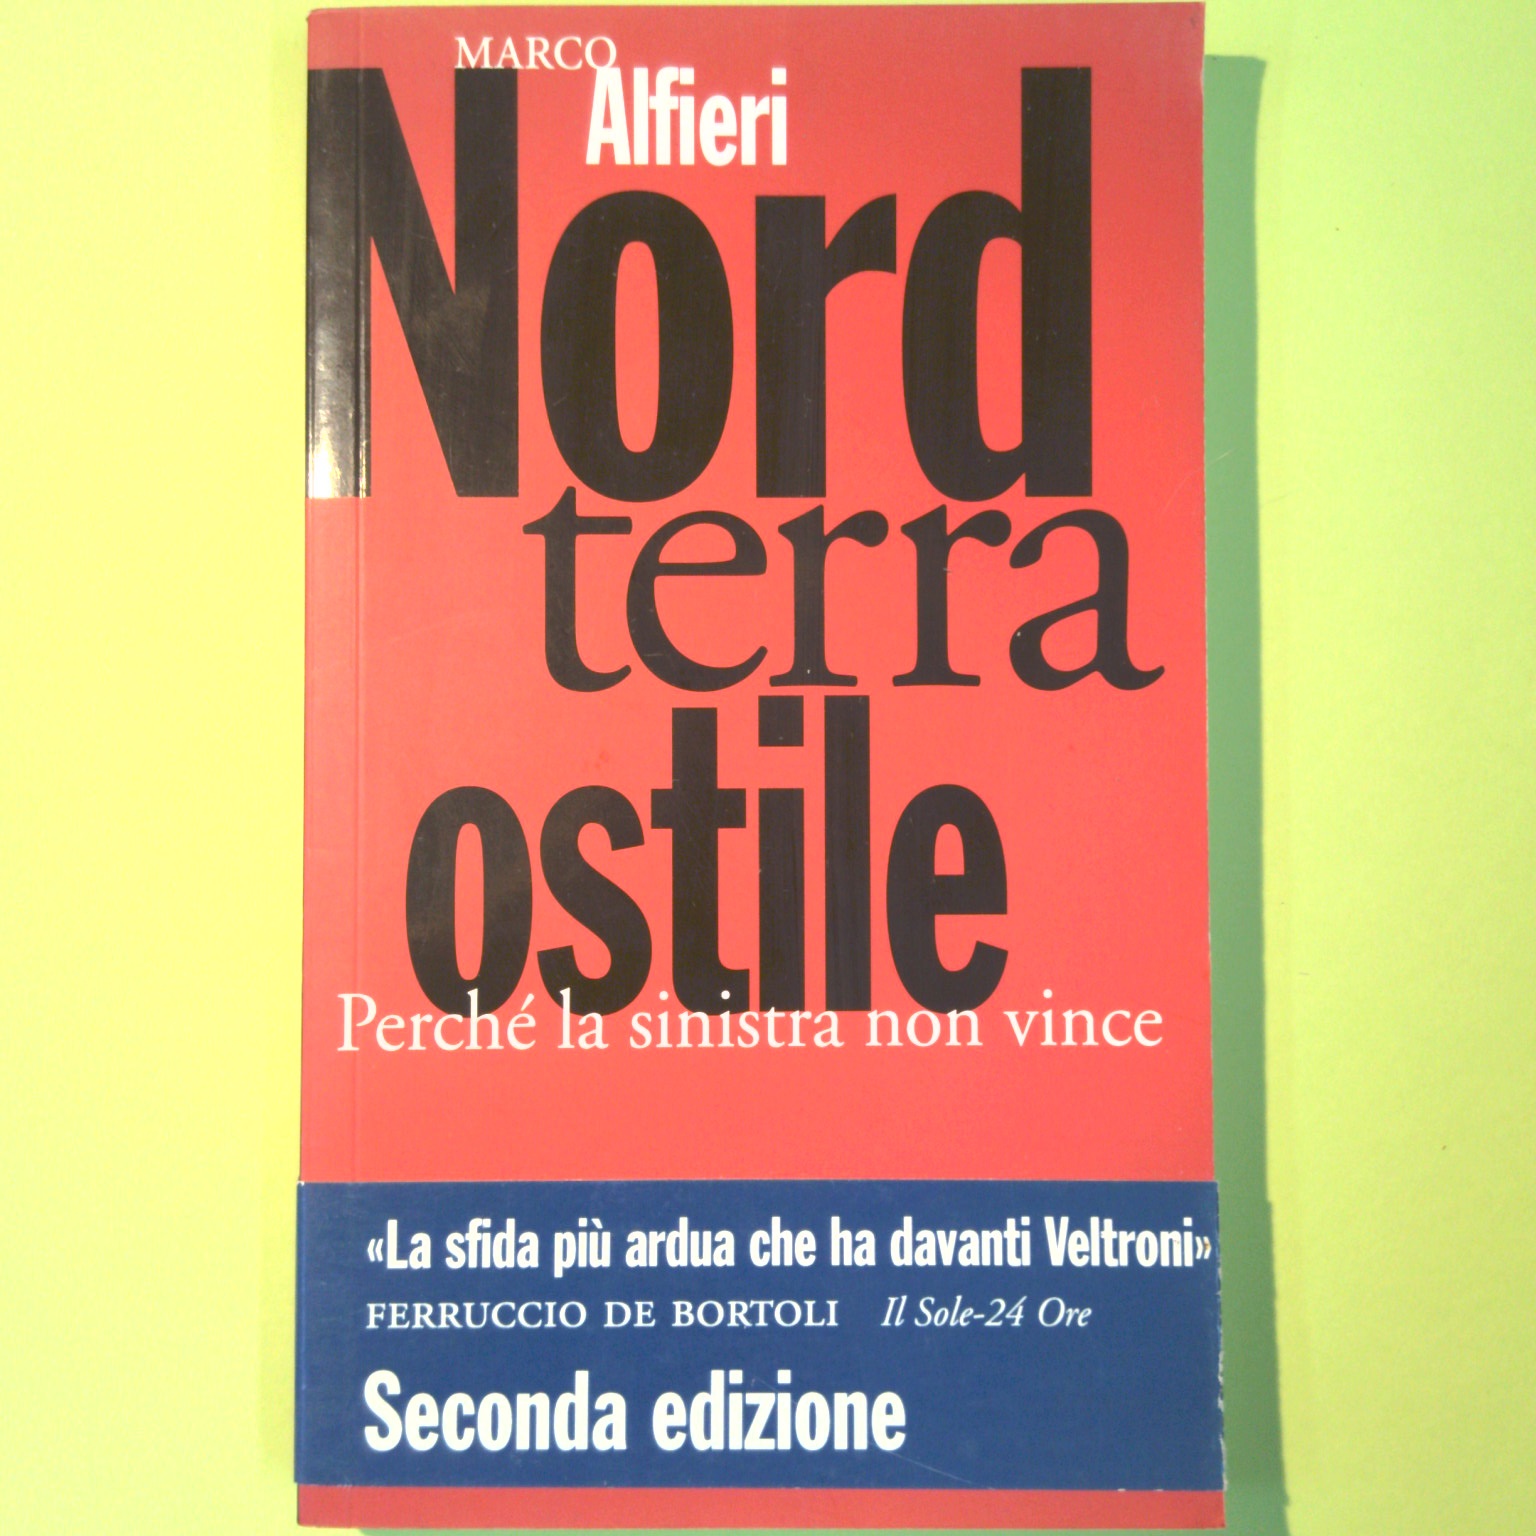 MARCO
Alfieri
Nord
terra
ostile
Perché la sinistra non vince
«La sfida più ardua che ha davanti Veltroni»
FERRUCCIO DE BORTOLI Il Sole-24 Ore
Seconda edizione